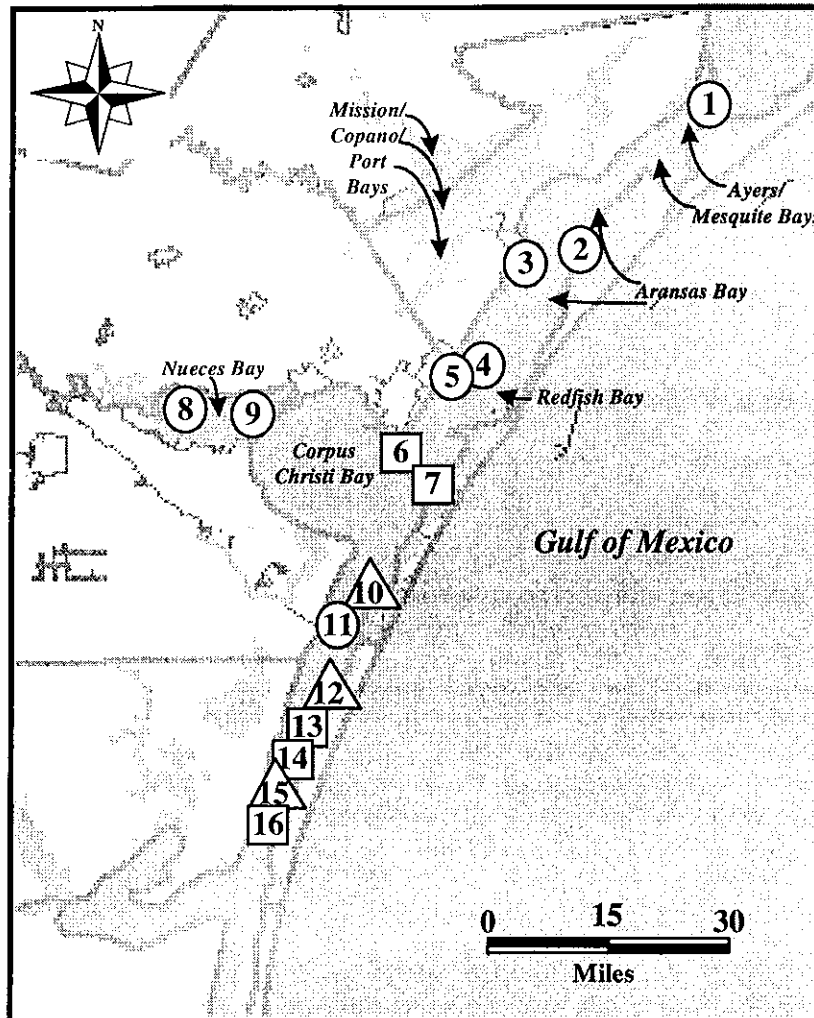 N
Mission/
Copano/
Port
Bays
1
Ayers/
Mesquite Bays
2
3
Aransas Bay
4
5
Redfish Bay
Nueces Bay
8
9
6
Corpus
Christi Bay
7
Gulf of Mexico
10
11
12
13
14
15
16
0
15
30
Miles